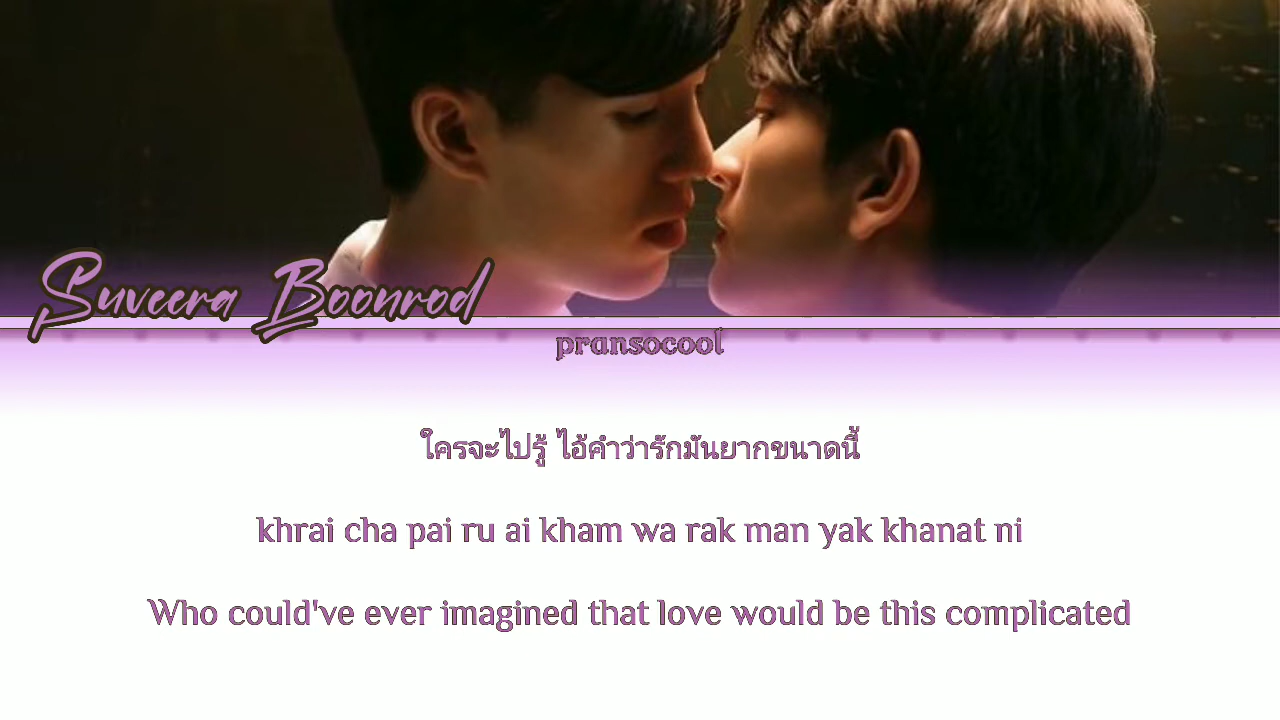 Suveera Boonrod
pransocool
ใครจะไปรู้ ไอ้คำว่ารักมันยากขนาดนี้
khrai cha pai ru ai kham wa rak man yak khanat ni
Who could've ever imagined that love would be this complicated